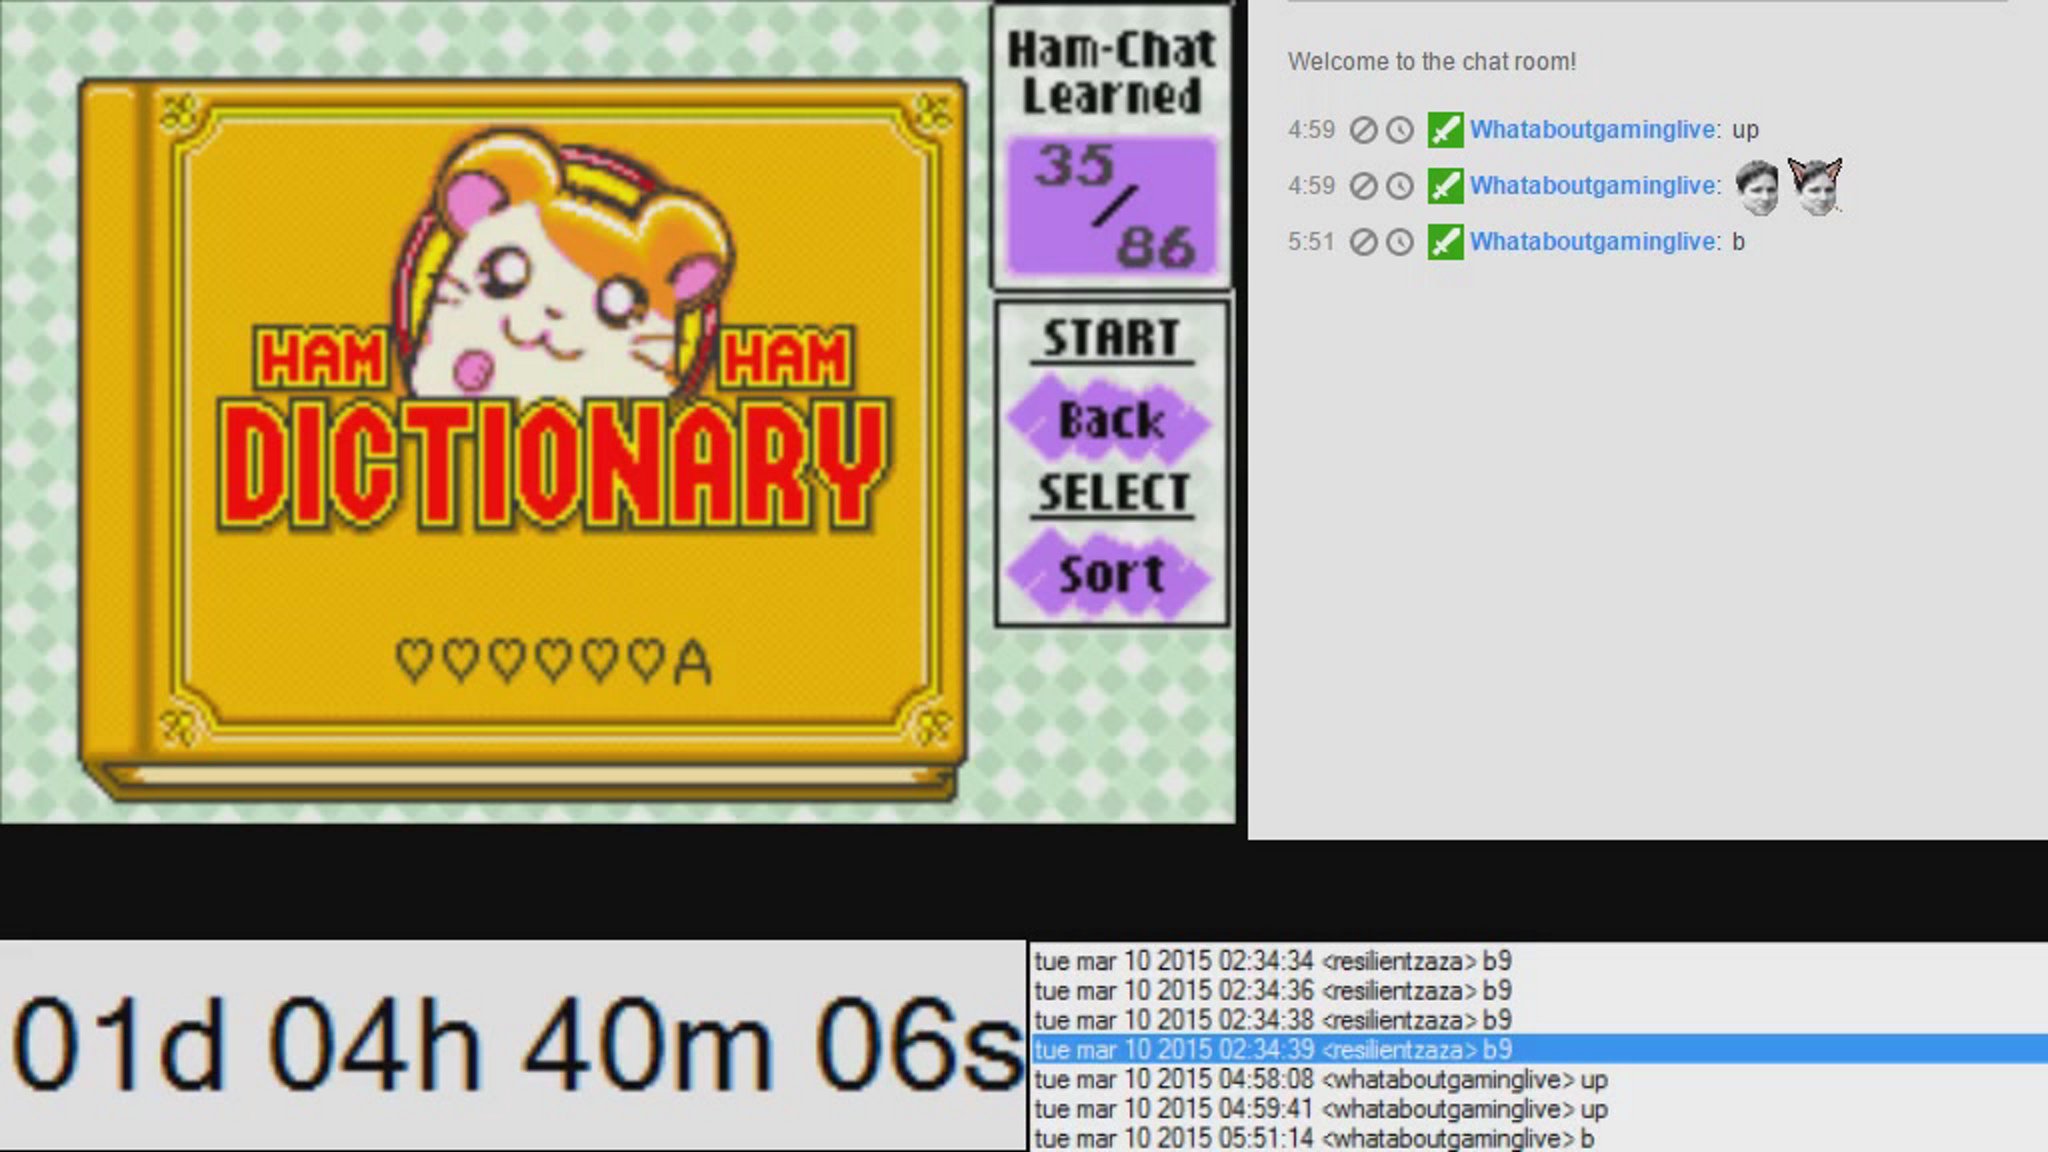 Ham-Chat
Learned
35
/
86
HAM HAM
DICTIONARY
♡♡♡♡♡♡A
START
Back
SELECT
Sort
Welcome to the chat room!
4:59 Whataboutgaminglive: up
4:59 Whataboutgaminglive:
5:51 Whataboutgaminglive: b
01d 04h 40m 06s
tue mar 10 2015 02:34:34 <resilientzaza> b9
tue mar 10 2015 02:34:36 <resilientzaza> b9
tue mar 10 2015 02:34:38 <resilientzaza> b9
tue mar 10 2015 02:34:39 <resilientzaza> b9
tue mar 10 2015 04:58:08 <whataboutgaminglive> up
tue mar 10 2015 04:59:41 <whataboutgaminglive> up
tue mar 10 2015 05:51:14 <whataboutgaminglive> b